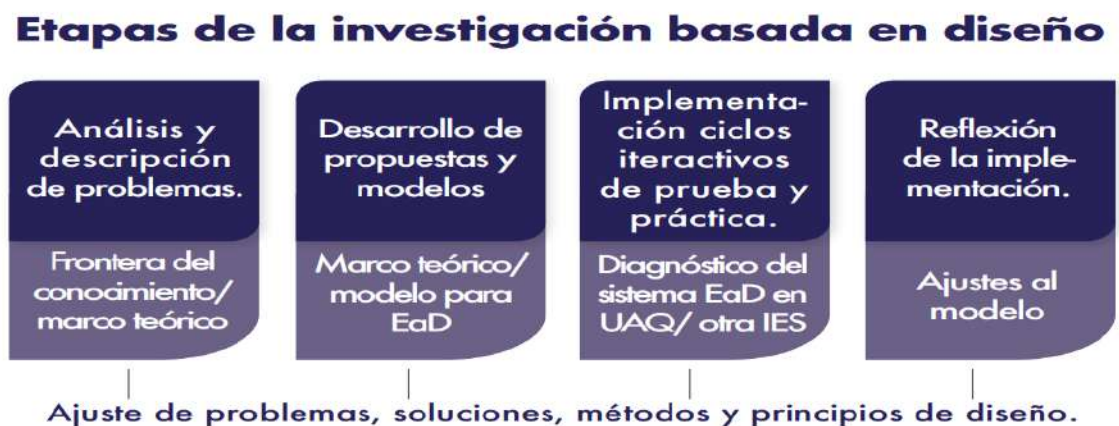 Etapas de la investigación basada en diseño
Análisis y
descripción
de problemas.
Frontera del
conocimiento/
marco teórico
Desarrollo de
propuestas y
modelos
Marco teórico/
modelo para
EaD
Implementa-
ción ciclos
iteractivos
de prueba y
práctica.
Diagnóstico del
sistema EaD en
UAQ/ otra IES
Reflexión
de la imple-
mentación.
Ajustes al
modelo
Ajuste de problemas, soluciones, métodos y principios de diseño.